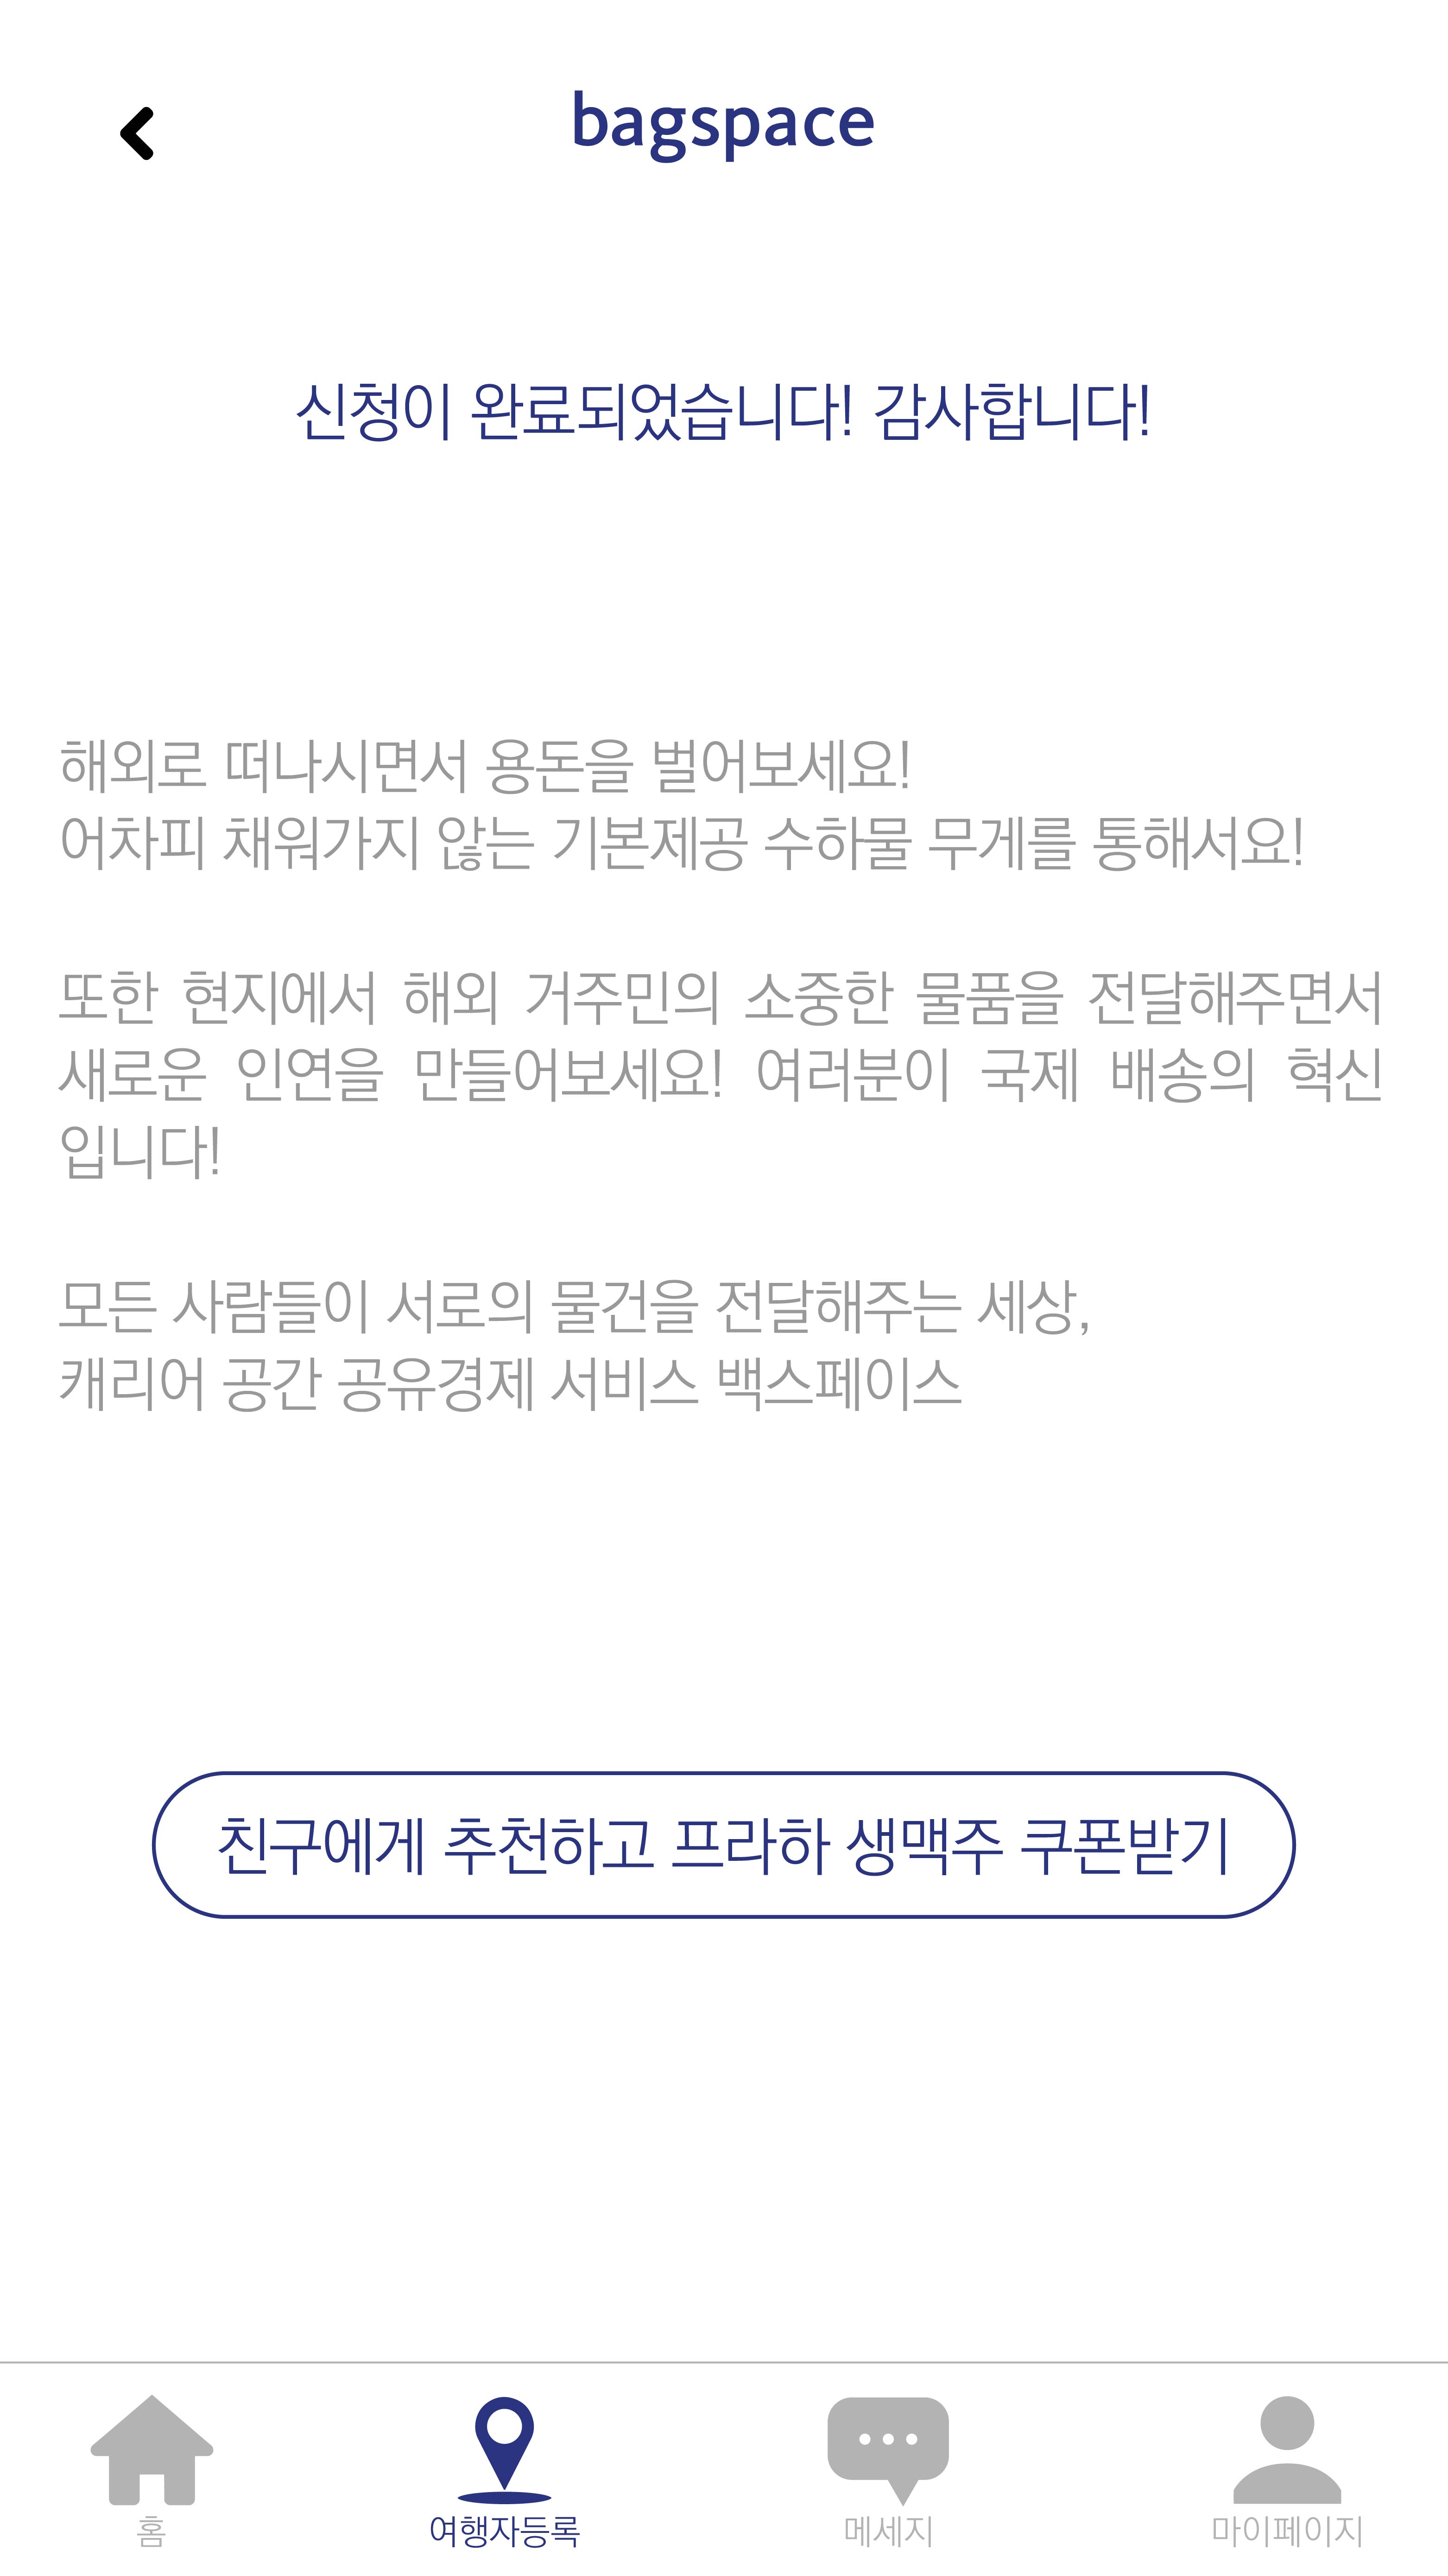 bagspace
신청이 완료되었습니다! 감사합니다!
해외로 떠나시면서 용돈을 벌어보세요!
어차피 채워가지 않는 기본제공 수하물 무게를 통해서요!
또한 현지에서 해외 거주민의 소중한 물품을 전달해주면서
새로운 인연을 만들어보세요! 여러분이 국제 배송의 혁신
입니다!
모든 사람들이 서로의 물건을 전달해주는 세상,
캐리어 공간 공유경제 서비스 백스페이스
친구에게 추천하고 프라하 생맥주 쿠폰받기
홈
여행자등록
메세지
마이페이지